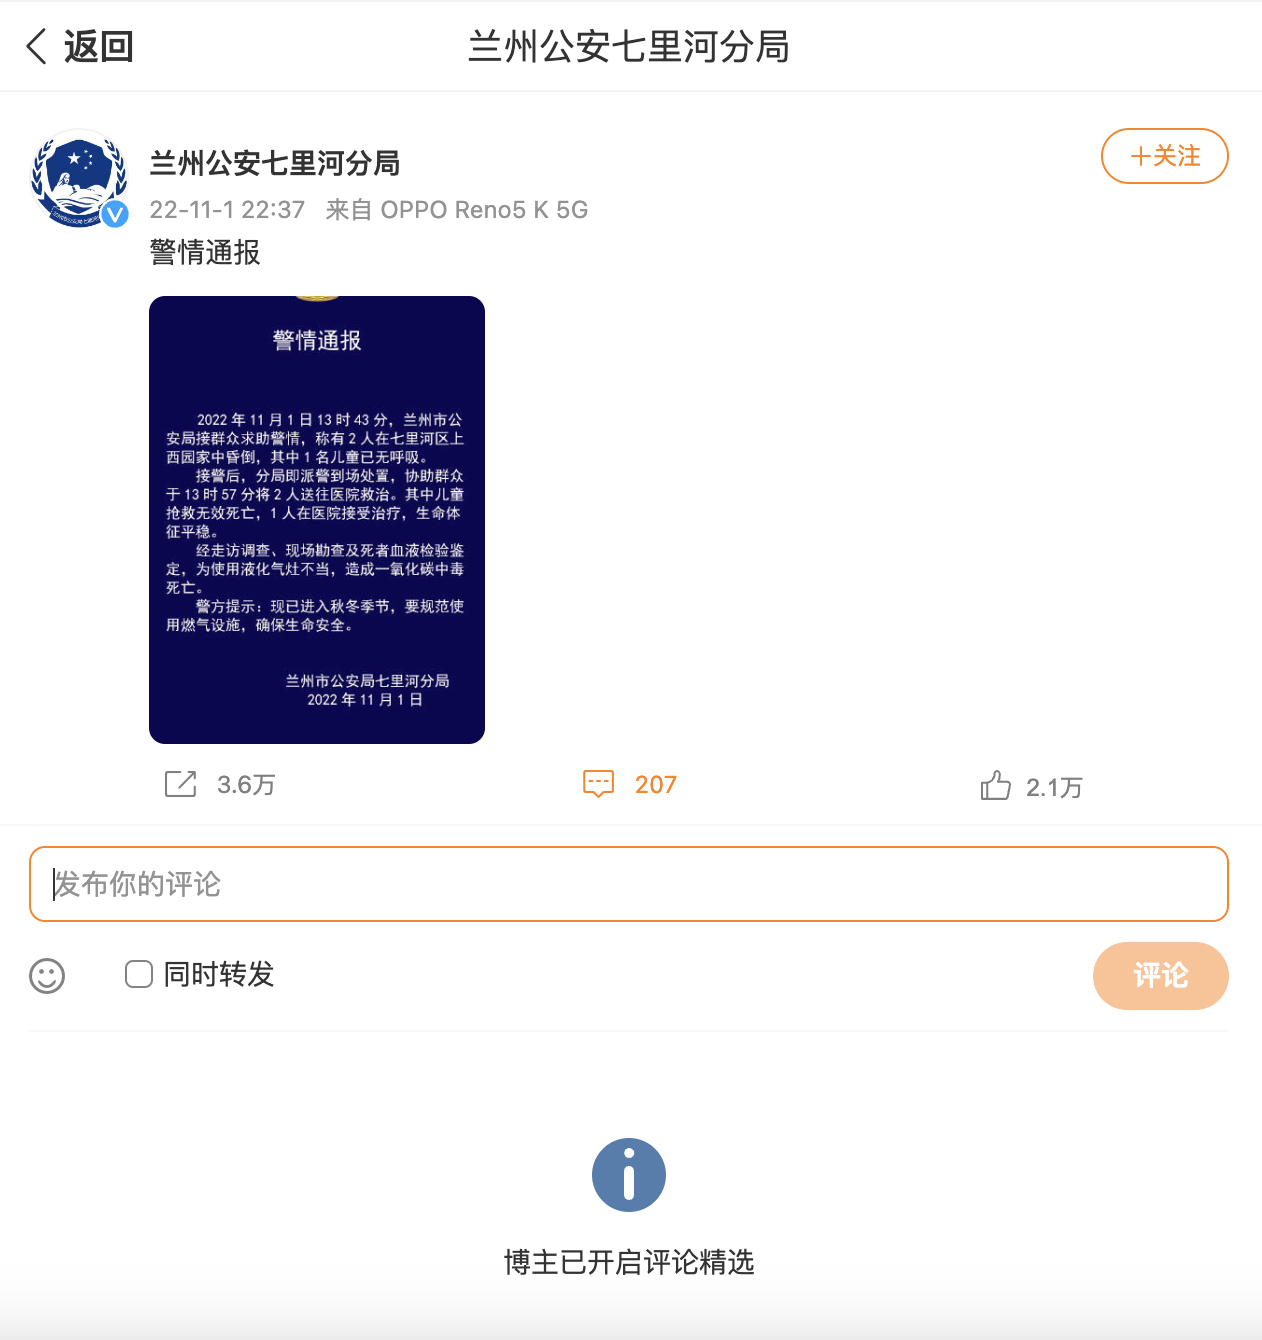 返回
兰州公安七里河分局
兰州公安七里河分局
+关注
22-11-1 22:37 来自 OPPO Reno5 K 5G
警情通报
警情通报
2022 年 11 月 1 日 13 时 43 分，兰州市公
安局接群众求助警情，称有 2 人在七里河区上
西园家中昏倒，其中 1 名儿童已无呼吸。
接警后，分局即派警到场处置，协助群众
于 13 时 57 分将 2 人送往医院救治。其中儿童
抢救无效死亡，1 人在医院接受治疗，生命体
征平稳。
经走访调查、现场勘查及死者血液检验鉴
定，为使用液化气灶不当，造成一氧化碳中毒
死亡。
警方提示：现已进入秋冬季节，要规范使
用燃气设施，确保生命安全。
兰州市公安局七里河分局
2022 年 11 月 1 日
3.6万
207
2.1万
发布你的评论
同时转发
评论
博主已开启评论精选